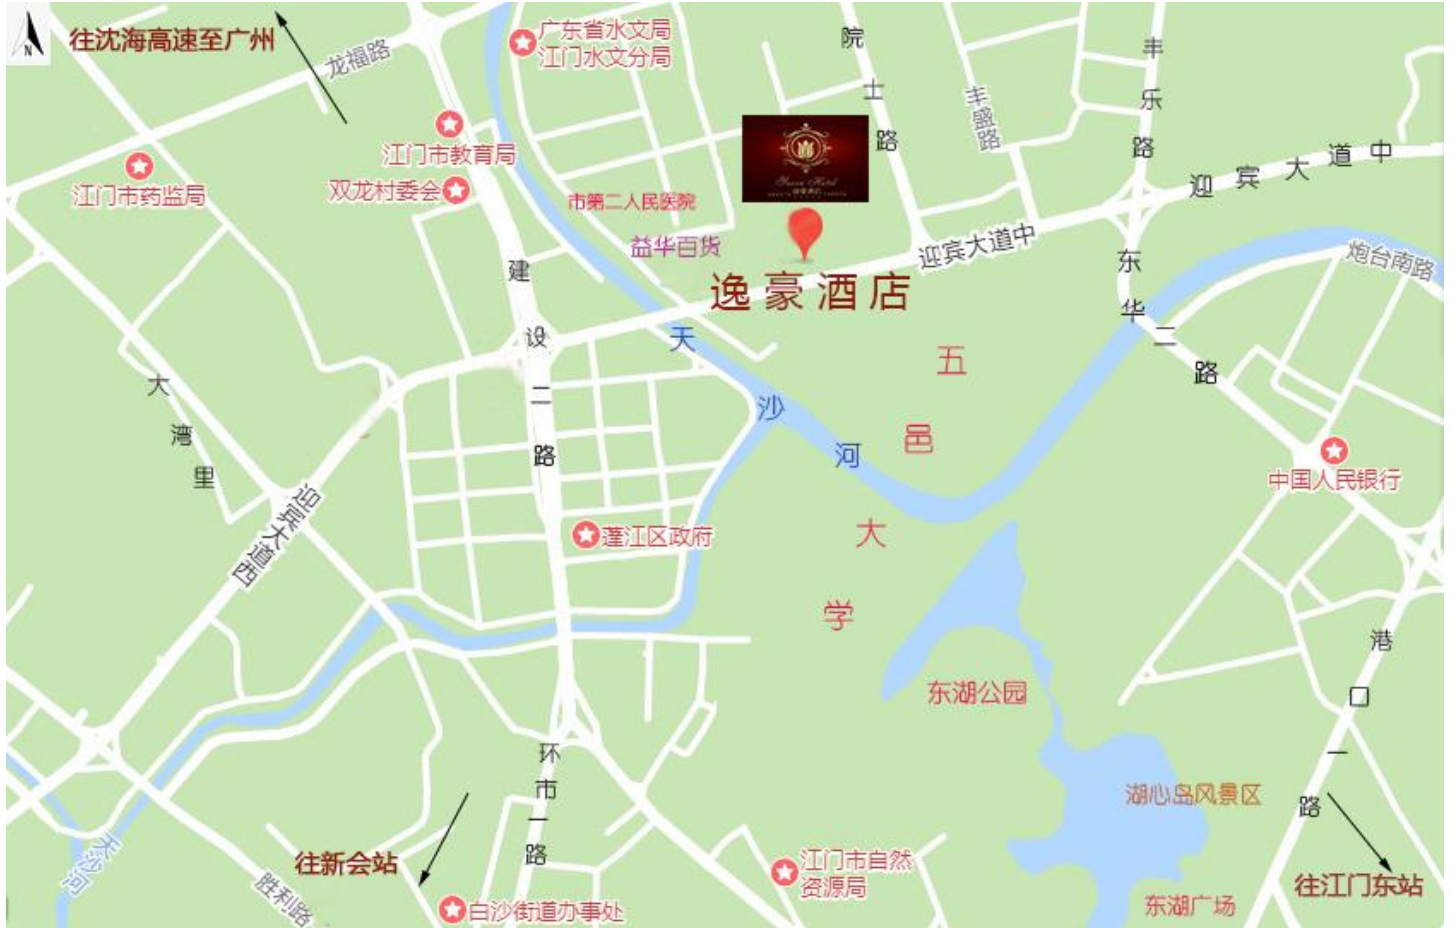 N
往沈海高速至广州
龙福路
广东省水文局
江门水文分局
院士路
丰盛路
丰乐路
江门市教育局
江门市药监局
双龙村委会
市第二人民医院
益华百货
迎宾大道中
迎宾大道中
逸豪酒店
东华二路
炮台南路
建设二路
天沙河
五邑大学
大湾里
迎宾大道西
中国人民银行
蓬江区政府
东湖公园
港口一路
湖心岛风景区
环市一路
天沙河
往新会站
胜利路
白沙街道办事处
江门市自然
资源局
往江门东站
东湖广场